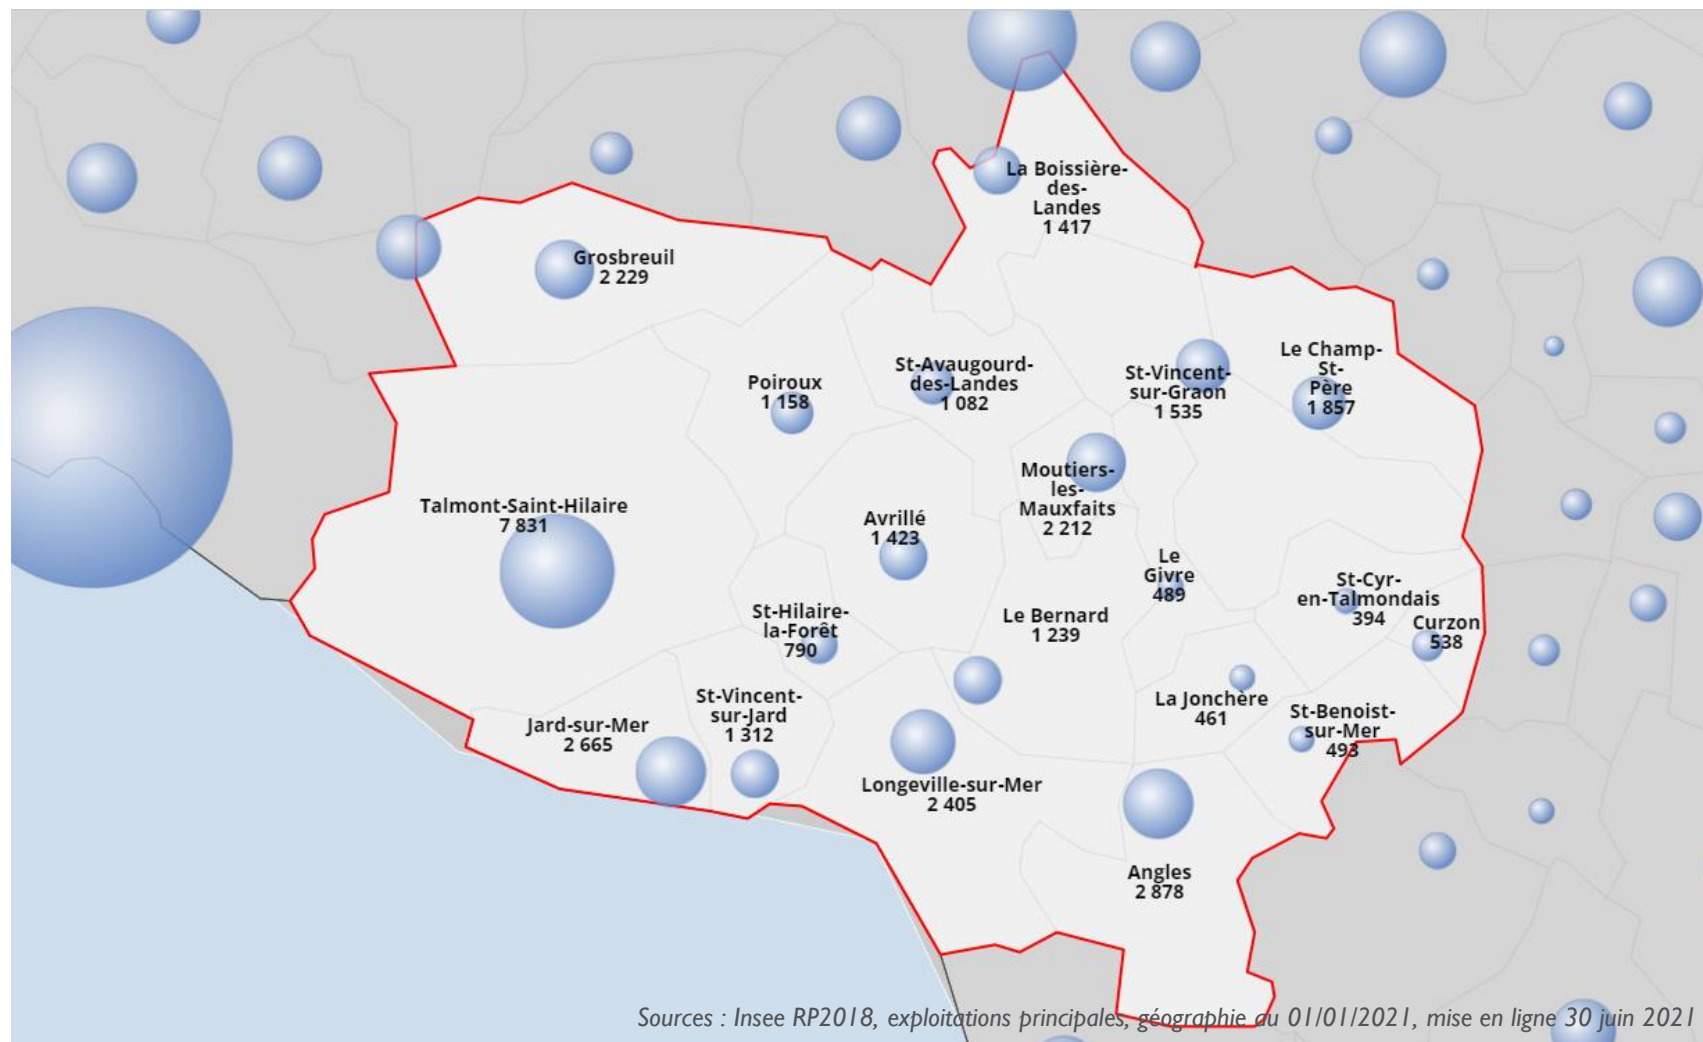 La Boissière-
des-
Landes
1 417
Grosbreuil
2 229
Poiroux
1 158
St-Avaugourd-
des-Landes
1 082
St-Vincent-
sur-Graon
1 535
Le Champ-
St-
Père
1 857
Moutiers-
les-
Mauxfaits
2 212
Talmont-Saint-Hilaire
7 831
Avrillé
1 423
Le
Givre
489
St-Cyr-
en-Talmondais
394
Curzon
538
St-Hilaire-
la-Forêt
790
Le Bernard
1 239
St-Vincent-
sur-Jard
1 312
Jard-sur-Mer
2 665
La Jonchère
461
St-Benoist-
sur-Mer
493
Longeville-sur-Mer
2 405
Angles
2 878
Sources : Insee RP2018, exploitations principales, géographie au 01/01/2021, mise en ligne 30 juin 2021